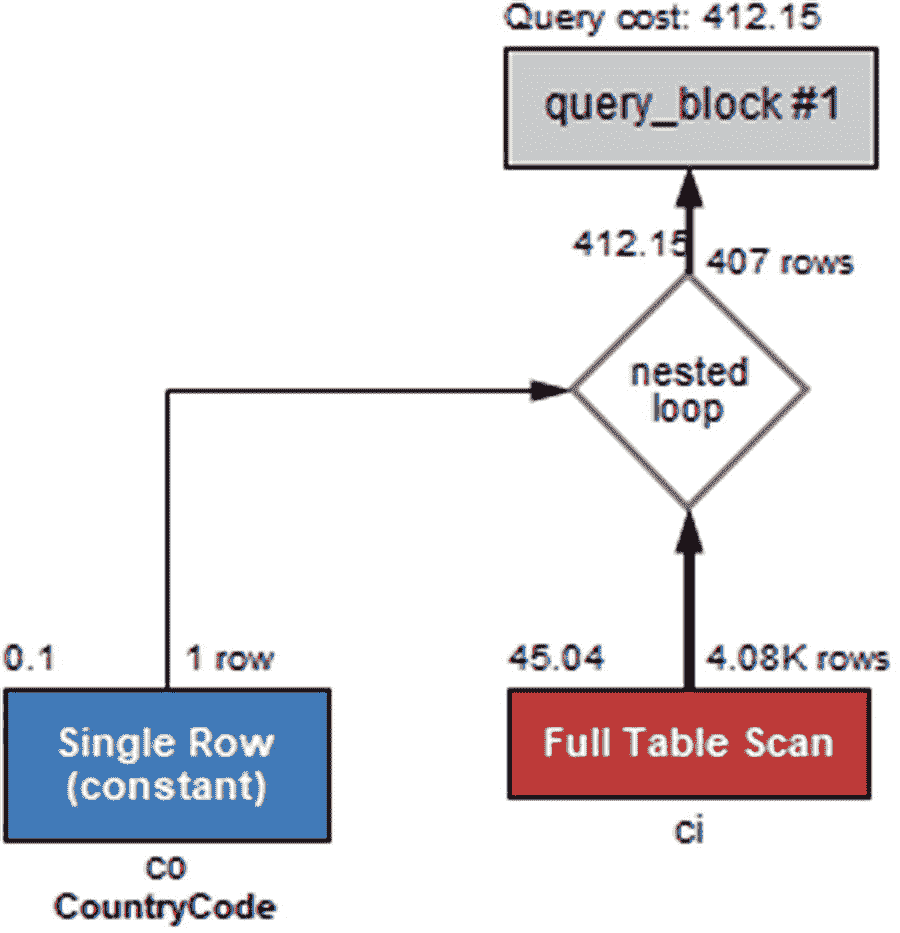 Query cost: 412.15
query_block #1
412.15
407 rows
nested
loop
0.1
1 row
45.04
4.08K rows
Single Row
(constant)
Full Table Scan
co
CountryCode
ci